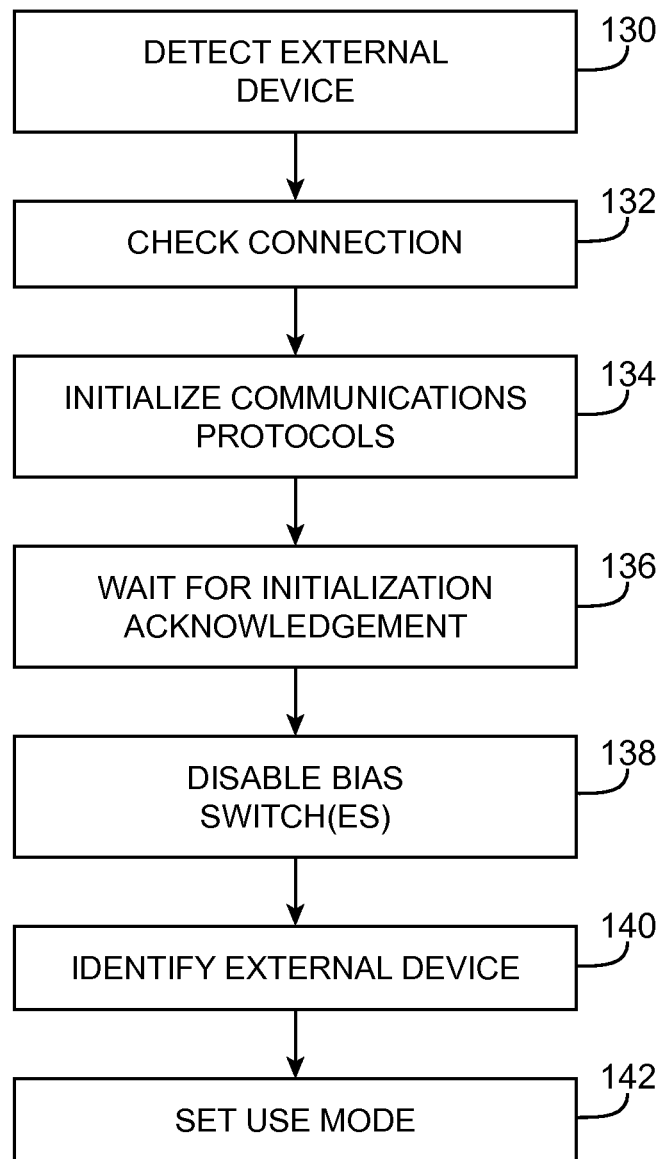 130
DETECT EXTERNAL
DEVICE
132
CHECK CONNECTION
134
INITIALIZE COMMUNICATIONS
PROTOCOLS
136
WAIT FOR INITIALIZATION
ACKNOWLEDGEMENT
138
DISABLE BIAS
SWITCH(ES)
140
IDENTIFY EXTERNAL DEVICE
142
SET USE MODE